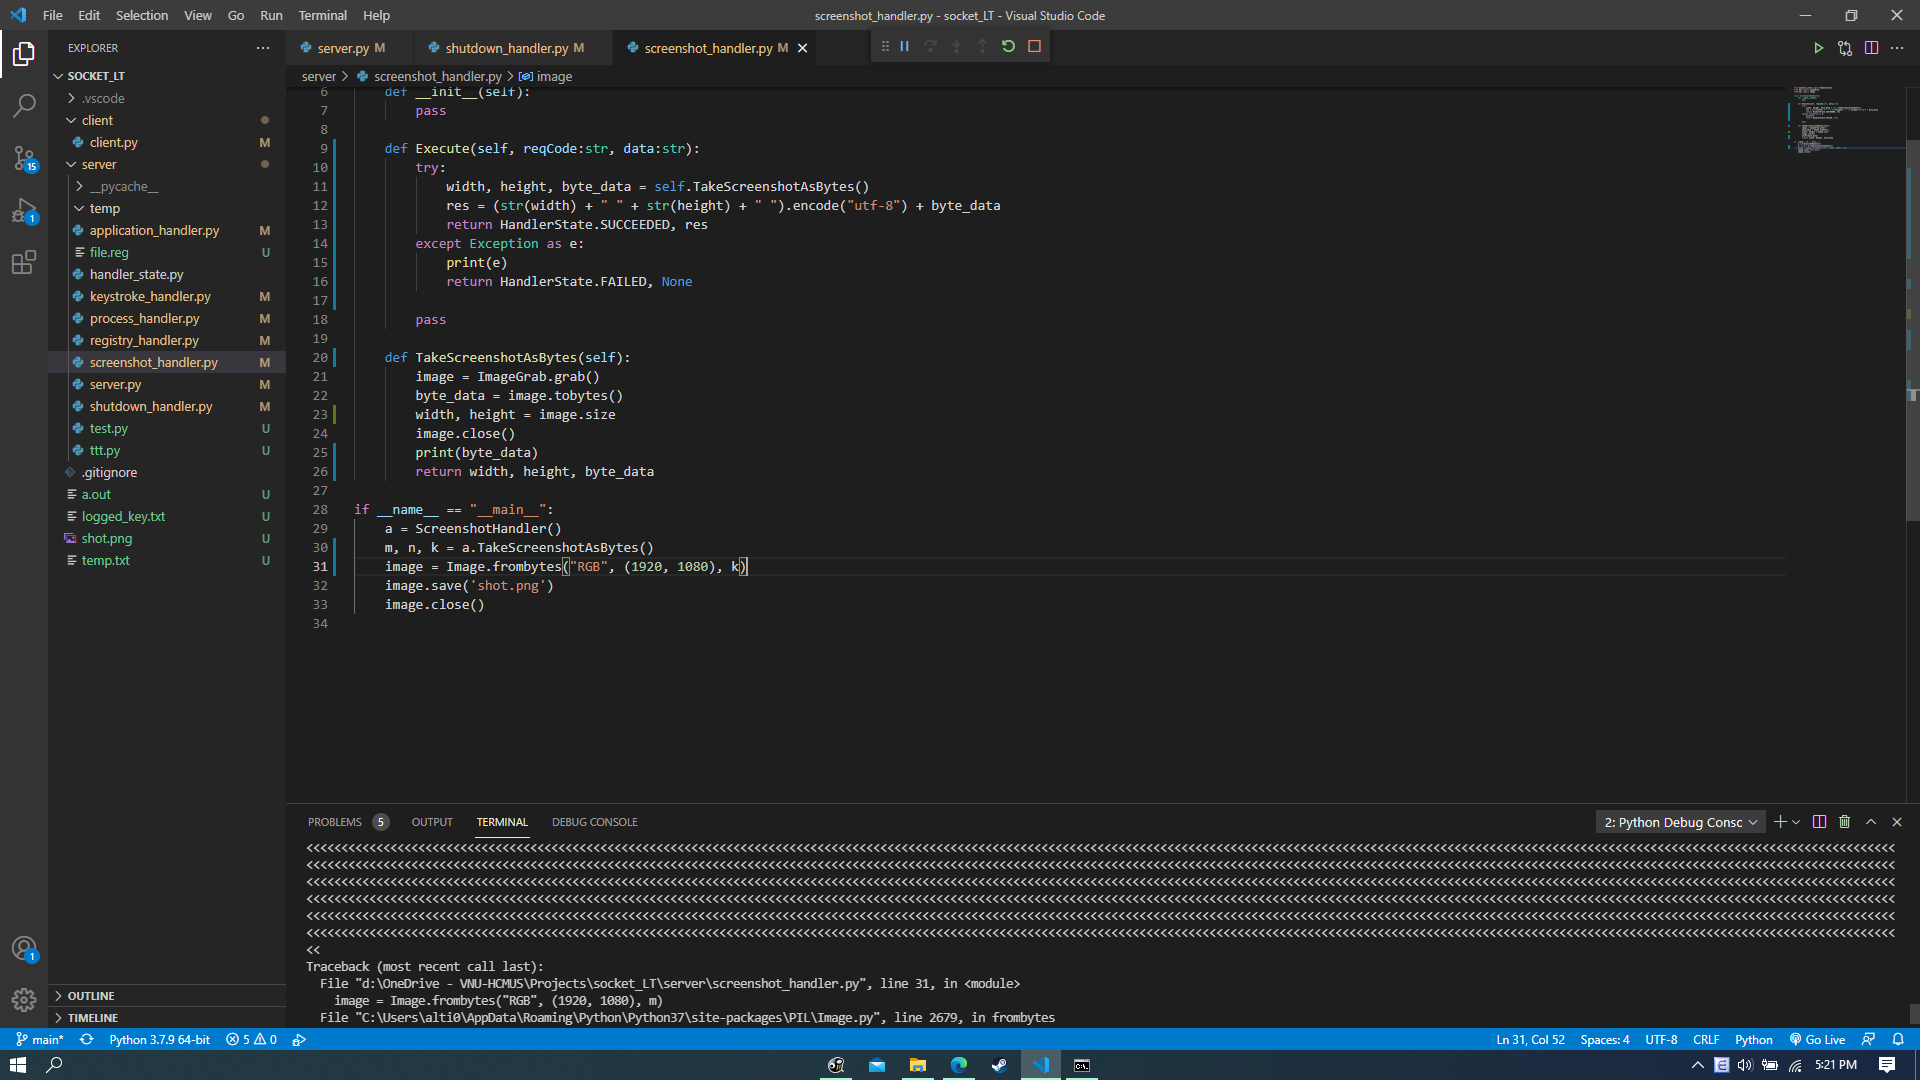 File Edit Selection View Go Run Terminal Help
screenshot_handler.py - socket_LT - Visual Studio Code
EXPLORER
SOCKET_LT
.vscode
client
client.py M
server
__pycache__
temp
application_handler.py M
file.reg U
handler_state.py
keystroke_handler.py M
process_handler.py M
registry_handler.py M
screenshot_handler.py M
server.py M
shutdown_handler.py M
test.py U
ttt.py U
.gitignore
a.out U
logged_key.txt U
shot.png U
temp.txt U
OUTLINE
TIMELINE
15
1
1
server.py M shutdown_handler.py M screenshot_handler.py M
server > screenshot_handler.py > image
6 def __init__(self):
7 pass
8
9 def Execute(self, reqCode:str, data:str):
10 try:
11 width, height, byte_data = self.TakeScreenshotAsBytes()
12 res = (str(width) + " " + str(height) + " ").encode("utf-8") + byte_data
13 return HandlerState.SUCCEEDED, res
14 except Exception as e:
15 print(e)
16 return HandlerState.FAILED, None
17
18 pass
19
20 def TakeScreenshotAsBytes(self):
21 image = ImageGrab.grab()
22 byte_data = image.tobytes()
23 width, height = image.size
24 image.close()
25 print(byte_data)
26 return width, height, byte_data
27
28 if __name__ == "__main__":
29 a = ScreenshotHandler()
30 m, n, k = a.TakeScreenshotAsBytes()
31 image = Image.frombytes("RGB", (1920, 1080), k)
32 image.save('shot.png')
33 image.close()
34
PROBLEMS 5 OUTPUT TERMINAL DEBUG CONSOLE
2: Python Debug Consc
<<
Traceback (most recent call last):
File "d:\OneDrive - VNU-HCMUS\Projects\socket_LT\server\screenshot_handler.py", line 31, in <module>
image = Image.frombytes("RGB", (1920, 1080), m)
File "C:\Users\alti0\AppData\Roaming\Python\Python37\site-packages\PIL\Image.py", line 2679, in frombytes
main* Python 3.7.9 64-bit 5 0
Ln 31, Col 52 Spaces: 4 UTF-8 CRLF Python Go Live
5:21 PM